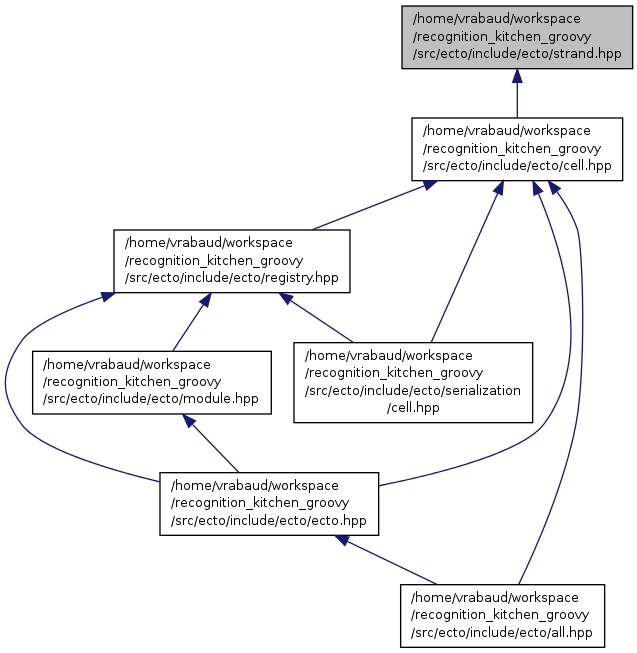 /home/vrabaud/workspace
/recognition_kitchen_groovy
/src/ecto/include/ecto/strand.hpp
/home/vrabaud/workspace
/recognition_kitchen_groovy
/src/ecto/include/ecto/cell.hpp
/home/vrabaud/workspace
/recognition_kitchen_groovy
/src/ecto/include/ecto/registry.hpp
/home/vrabaud/workspace
/recognition_kitchen_groovy
/src/ecto/include/ecto/module.hpp
/home/vrabaud/workspace
/recognition_kitchen_groovy
/src/ecto/include/ecto/serialization
/cell.hpp
/home/vrabaud/workspace
/recognition_kitchen_groovy
/src/ecto/include/ecto/ecto.hpp
/home/vrabaud/workspace
/recognition_kitchen_groovy
/src/ecto/include/ecto/all.hpp